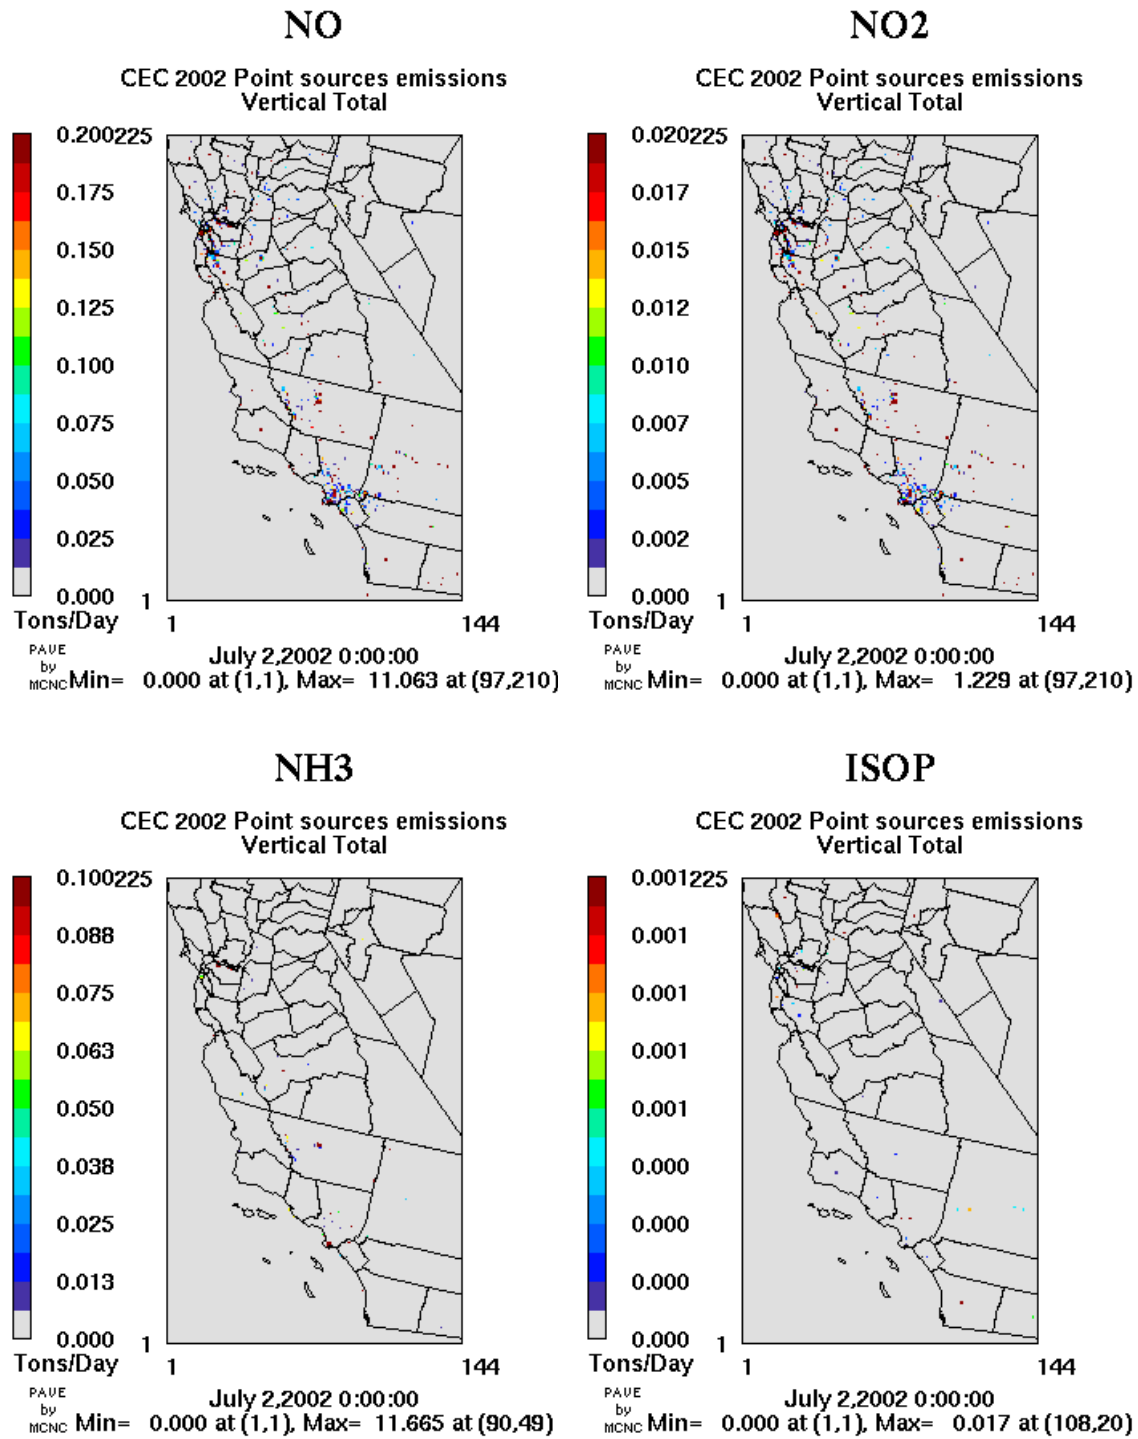 NO
CEC 2002 Point sources emissions
Vertical Total
0.200
0.175
0.150
0.125
0.100
0.075
0.050
0.025
0.000
Tons/Day
225
1
1
144
PAVE
by
MCNC
July 2,2002 0:00:00
Min= 0.000 at (1,1), Max= 11.063 at (97,210)
NO2
CEC 2002 Point sources emissions
Vertical Total
0.020
0.017
0.015
0.012
0.010
0.007
0.005
0.002
0.000
Tons/Day
225
1
1
144
PAVE
by
MCNC
July 2,2002 0:00:00
Min= 0.000 at (1,1), Max= 1.229 at (97,210)
NH3
CEC 2002 Point sources emissions
Vertical Total
0.100
0.088
0.075
0.063
0.050
0.038
0.025
0.013
0.000
Tons/Day
225
1
1
144
PAVE
by
MCNC
July 2,2002 0:00:00
Min= 0.000 at (1,1), Max= 11.665 at (90,49)
ISOP
CEC 2002 Point sources emissions
Vertical Total
0.001
0.001
0.001
0.001
0.001
0.000
0.000
0.000
0.000
Tons/Day
225
1
1
144
PAVE
by
MCNC
July 2,2002 0:00:00
Min= 0.000 at (1,1), Max= 0.017 at (108,20)